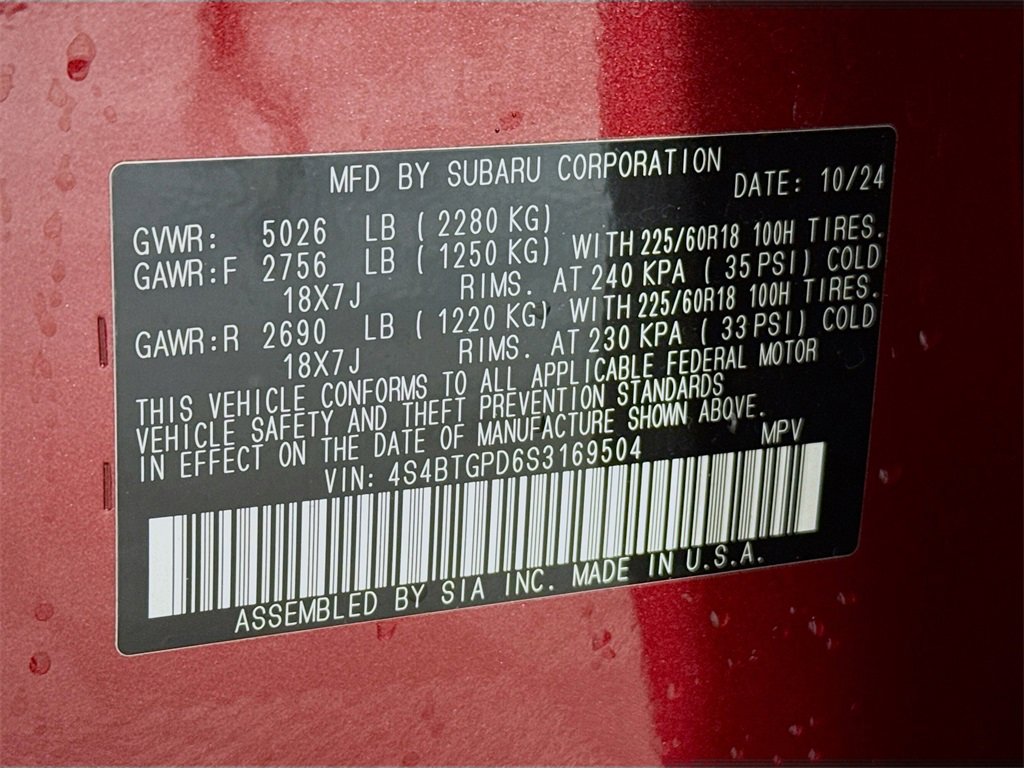 MFD BY SUBARU CORPORATION DATE: 10/24
GVWR: 5026 LB ( 2280 KG)
GAWR:F 2756 LB ( 1250 KG) WITH 225/60R18 100H TIRES.
18X7J RIMS. AT 240 KPA ( 35 PSI) COLD
GAWR:R 2690 LB ( 1220 KG) WITH 225/60R18 100H TIRES.
18X7J RIMS. AT 230 KPA ( 33 PSI) COLD
THIS VEHICLE CONFORMS TO ALL APPLICABLE FEDERAL MOTOR
VEHICLE SAFETY AND THEFT PREVENTION STANDARDS
IN EFFECT ON THE DATE OF MANUFACTURE SHOWN ABOVE.
VIN: 4S4BTGPD6S3169504 MPV
ASSEMBLED BY SIA INC. MADE IN U.S.A.